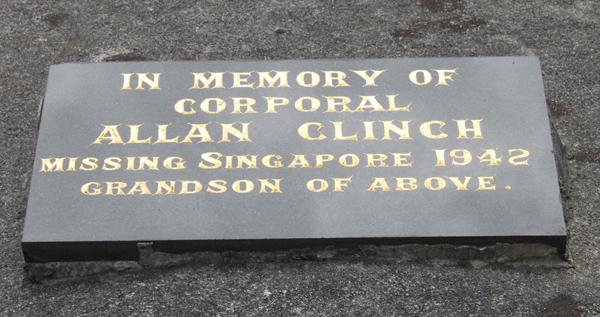 IN MEMORY OF
CORPORAL
ALLAN CLINCH
MISSING SINGAPORE 1942
GRANDSON OF ABOVE.